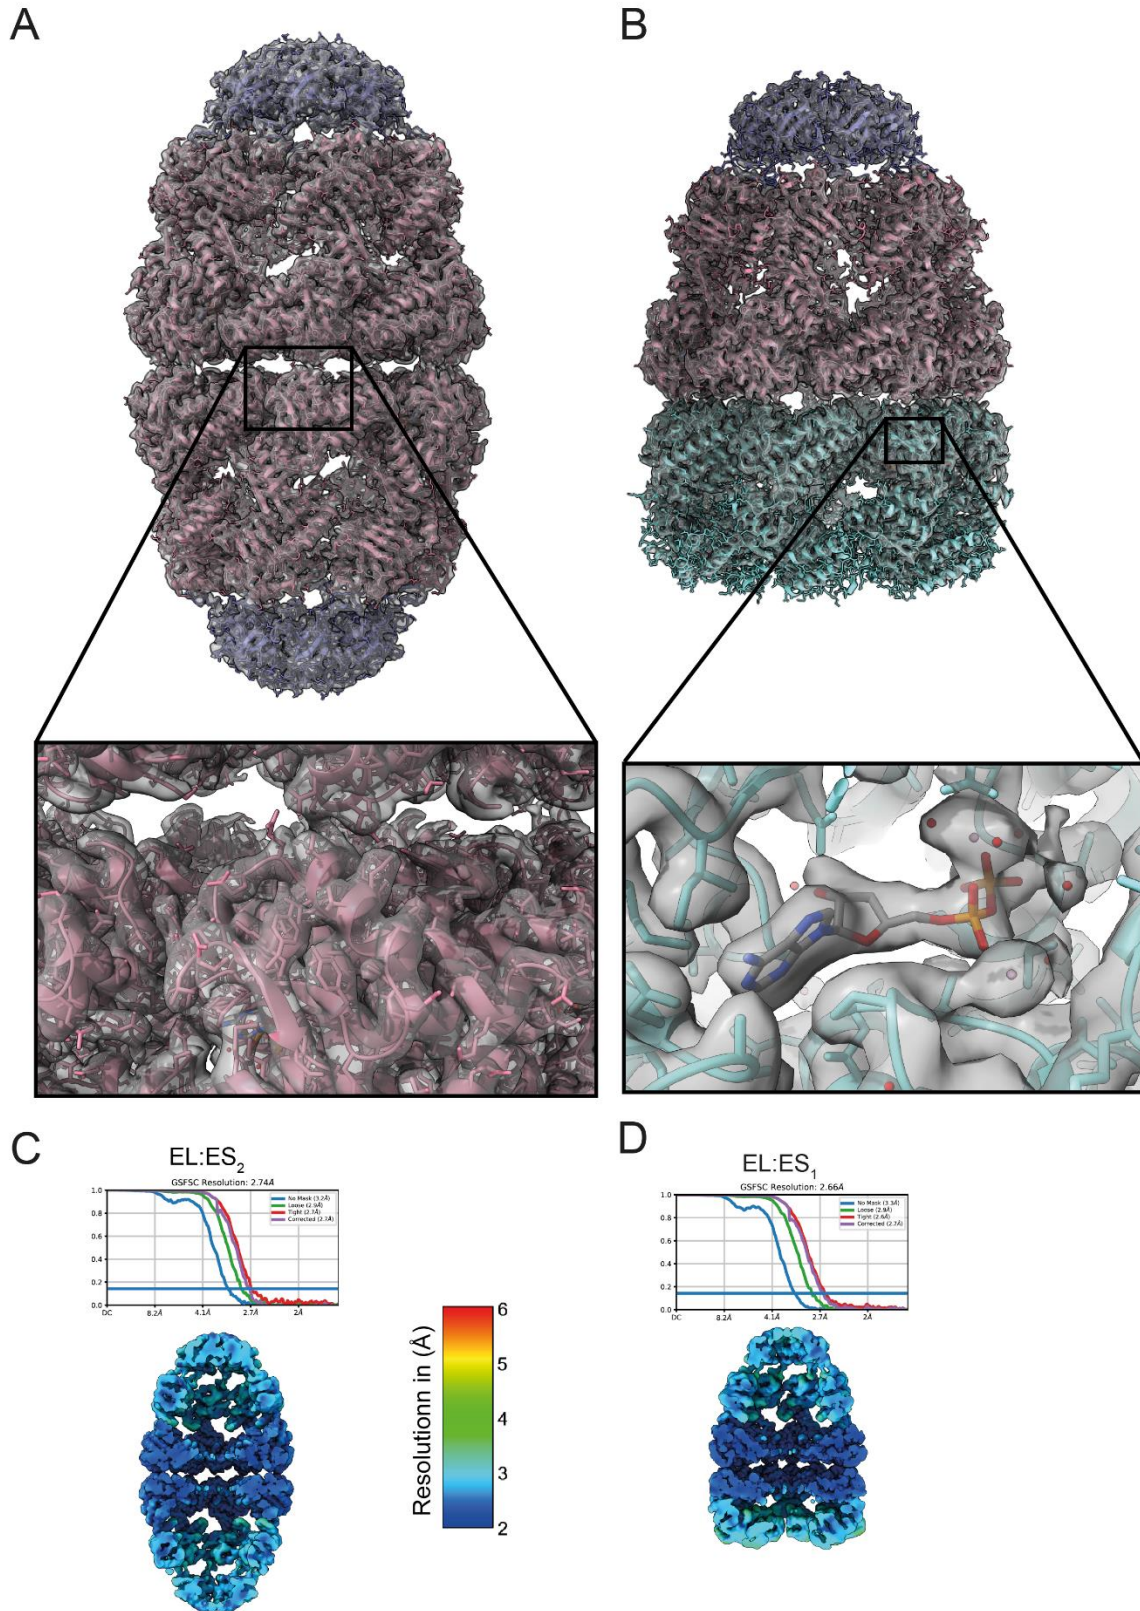 A
B
C
EL:ES2
GSFSC Resolution: 2.74Å
No Mask (3.2Å)
Loose (2.9Å)
Tight (2.7Å)
Corrected (2.7Å)
1.0
0.8
0.6
0.4
0.2
0.0
DC 8.2Å 4.1Å 2.7Å 2Å
D
EL:ES1
GSFSC Resolution: 2.66Å
No Mask (3.3Å)
Loose (2.9Å)
Tight (2.6Å)
Corrected (2.7Å)
1.0
0.8
0.6
0.4
0.2
0.0
DC 8.2Å 4.1Å 2.7Å 2Å
Resolutionn in (Å)
6
5
4
3
2